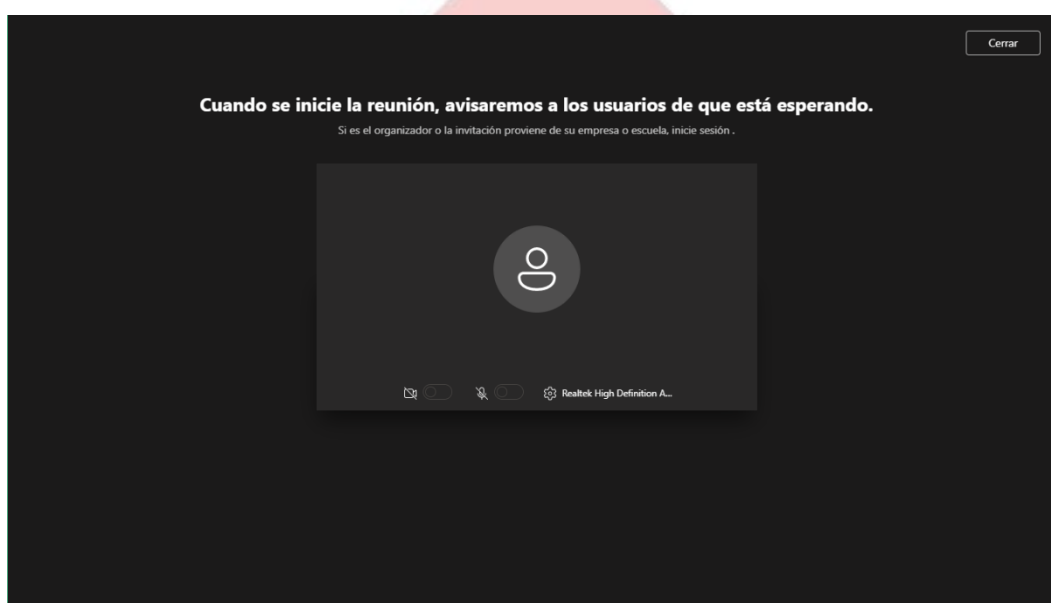 Cerrar
Cuando se inicie la reunión, avisaremos a los usuarios de que está esperando.
Si es el organizador o la invitación proviene de su empresa o escuela, inicie sesión .
Realtek High Definition A...